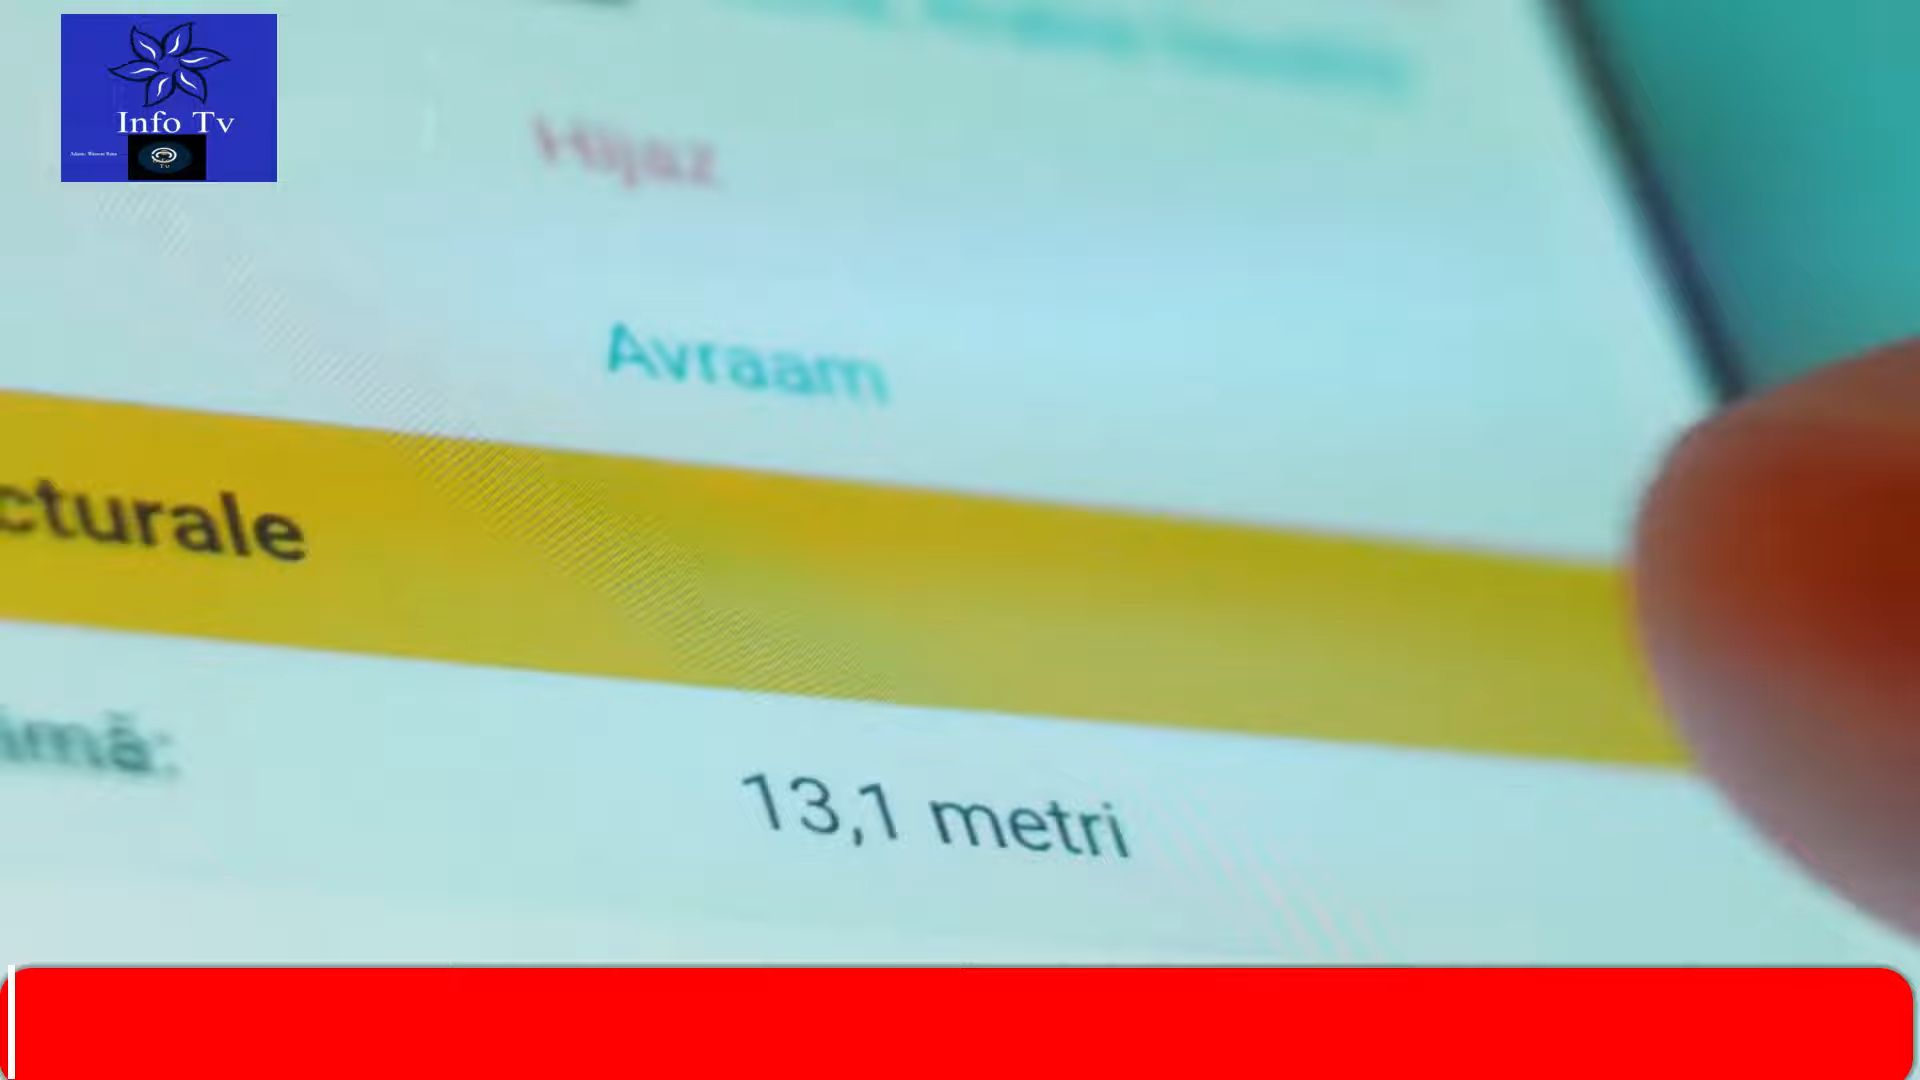 Info Tv
Hijaz
Avraam
cturale
imă:
13,1 metri